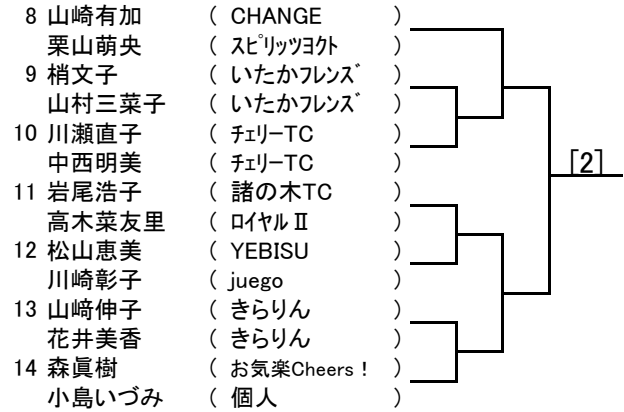 8 山崎有加 ( CHANGE )
栗山萌央 ( スピリッツヨクト )
9 梢文子 ( いたかフレンズ )
山村三菜子 ( いたかフレンズ )
10 川瀬直子 ( チェリーTC )
中西明美 ( チェリーTC )
[2]
11 岩尾浩子 ( 諸の木TC )
高木菜友里 ( ロイヤルⅡ )
12 松山恵美 ( YEBISU )
川崎彰子 ( juego )
13 山﨑伸子 ( きらりん )
花井美香 ( きらりん )
14 森眞樹 ( お気楽Cheers！ )
小島いづみ ( 個人 )